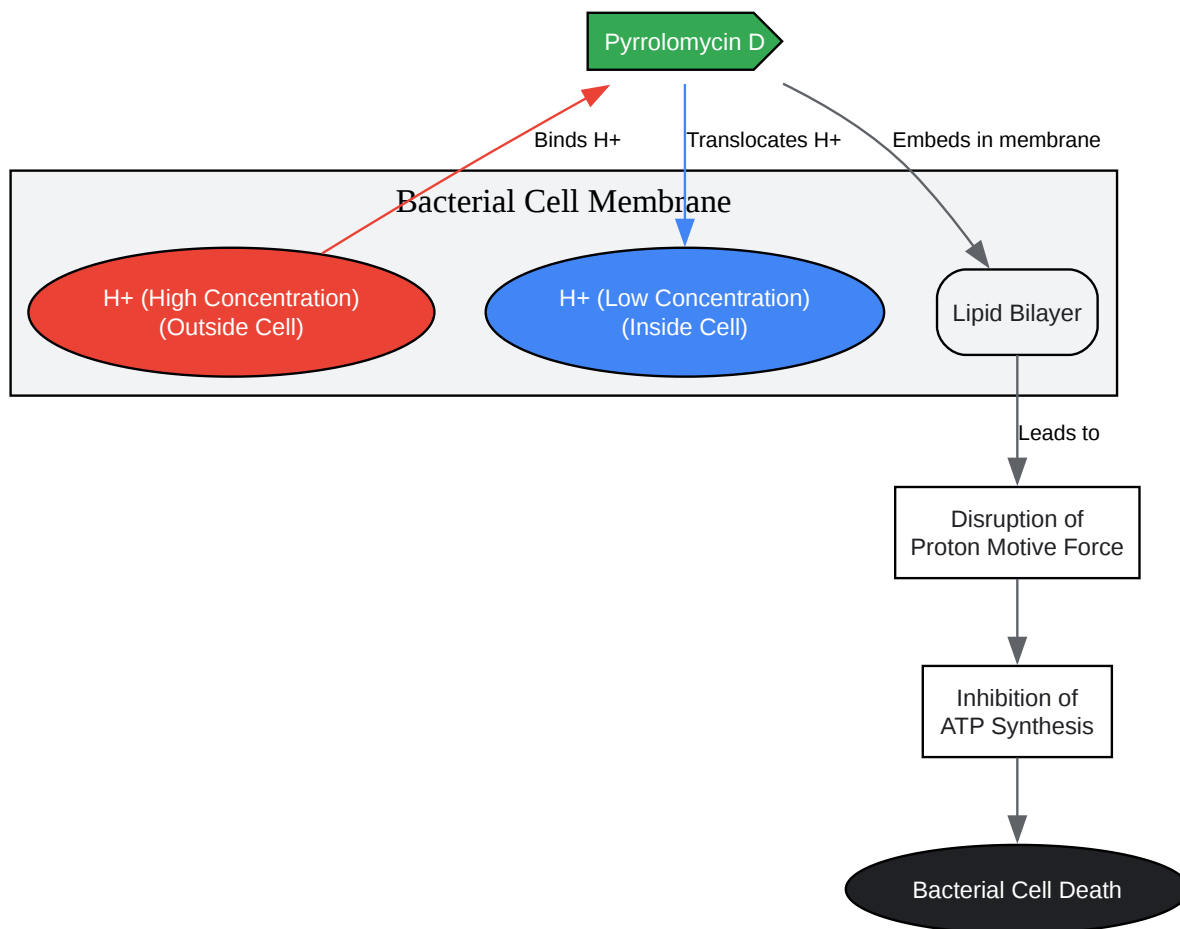 Pyrrolomycin D
Binds H+
Translocates H+
Embeds in membrane
Bacterial Cell Membrane
H+ (High Concentration)
(Outside Cell)
H+ (Low Concentration)
(Inside Cell)
Lipid Bilayer
Leads to
Disruption of
Proton Motive Force
Inhibition of
ATP Synthesis
Bacterial Cell Death